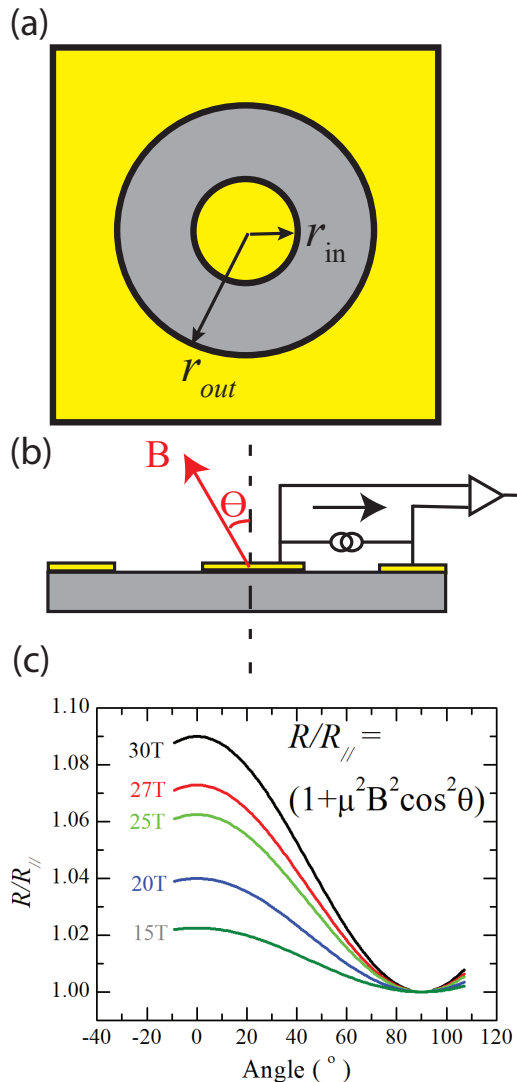 (a)
r_in
r_out
(b)
B
Θ
(c)
R/R_//
1.10
1.08
1.06
1.04
1.02
1.00
30T
27T
25T
20T
15T
R/R_// =
(1+μ²B²cos²θ)
-40 -20 0 20 40 60 80 100 120
Angle ( ° )